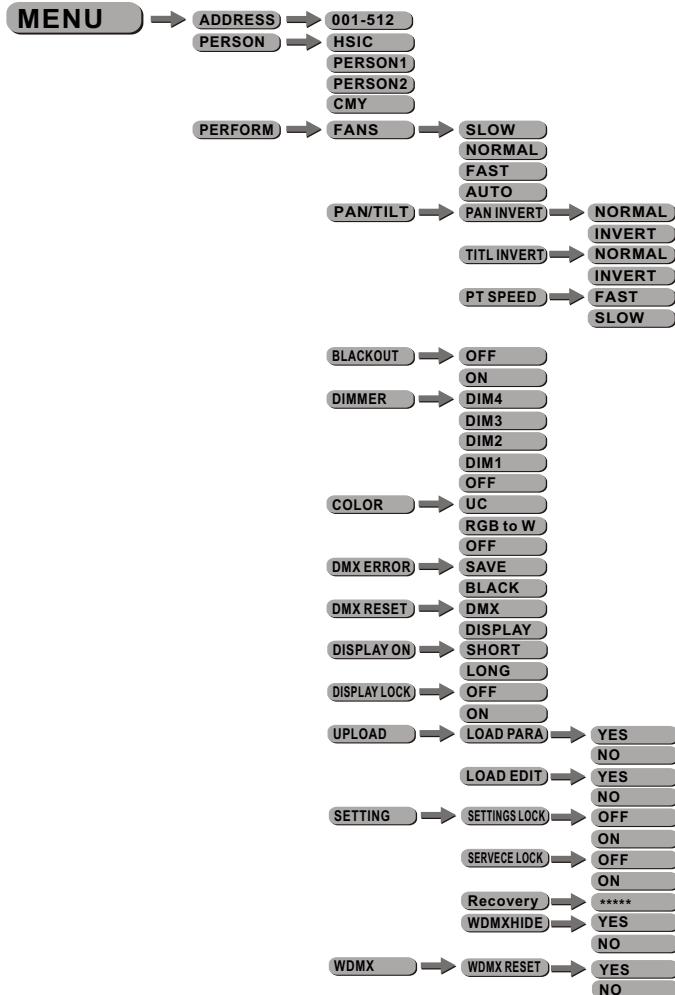 MENU ADDRESS 001-512
PERSON HSIC
PERSON1
PERSON2
CMY
PERFORM FANS SLOW
NORMAL
FAST
AUTO
PAN/TILT PAN INVERT NORMAL
INVERT
TITL INVERT NORMAL
INVERT
PT SPEED FAST
SLOW
BLACKOUT OFF
ON
DIMMER DIM4
DIM3
DIM2
DIM1
OFF
COLOR UC
RGB to W
OFF
DMX ERROR SAVE
BLACK
DMX RESET DMX
DISPLAY
DISPLAY ON SHORT
LONG
DISPLAY LOCK OFF
ON
UPLOAD LOAD PARA YES
NO
LOAD EDIT YES
NO
SETTING SETTINGS LOCK OFF
ON
SERVECE LOCK OFF
ON
Recovery *****
WDMXHIDE YES
NO
WDMX WDMX RESET YES
NO